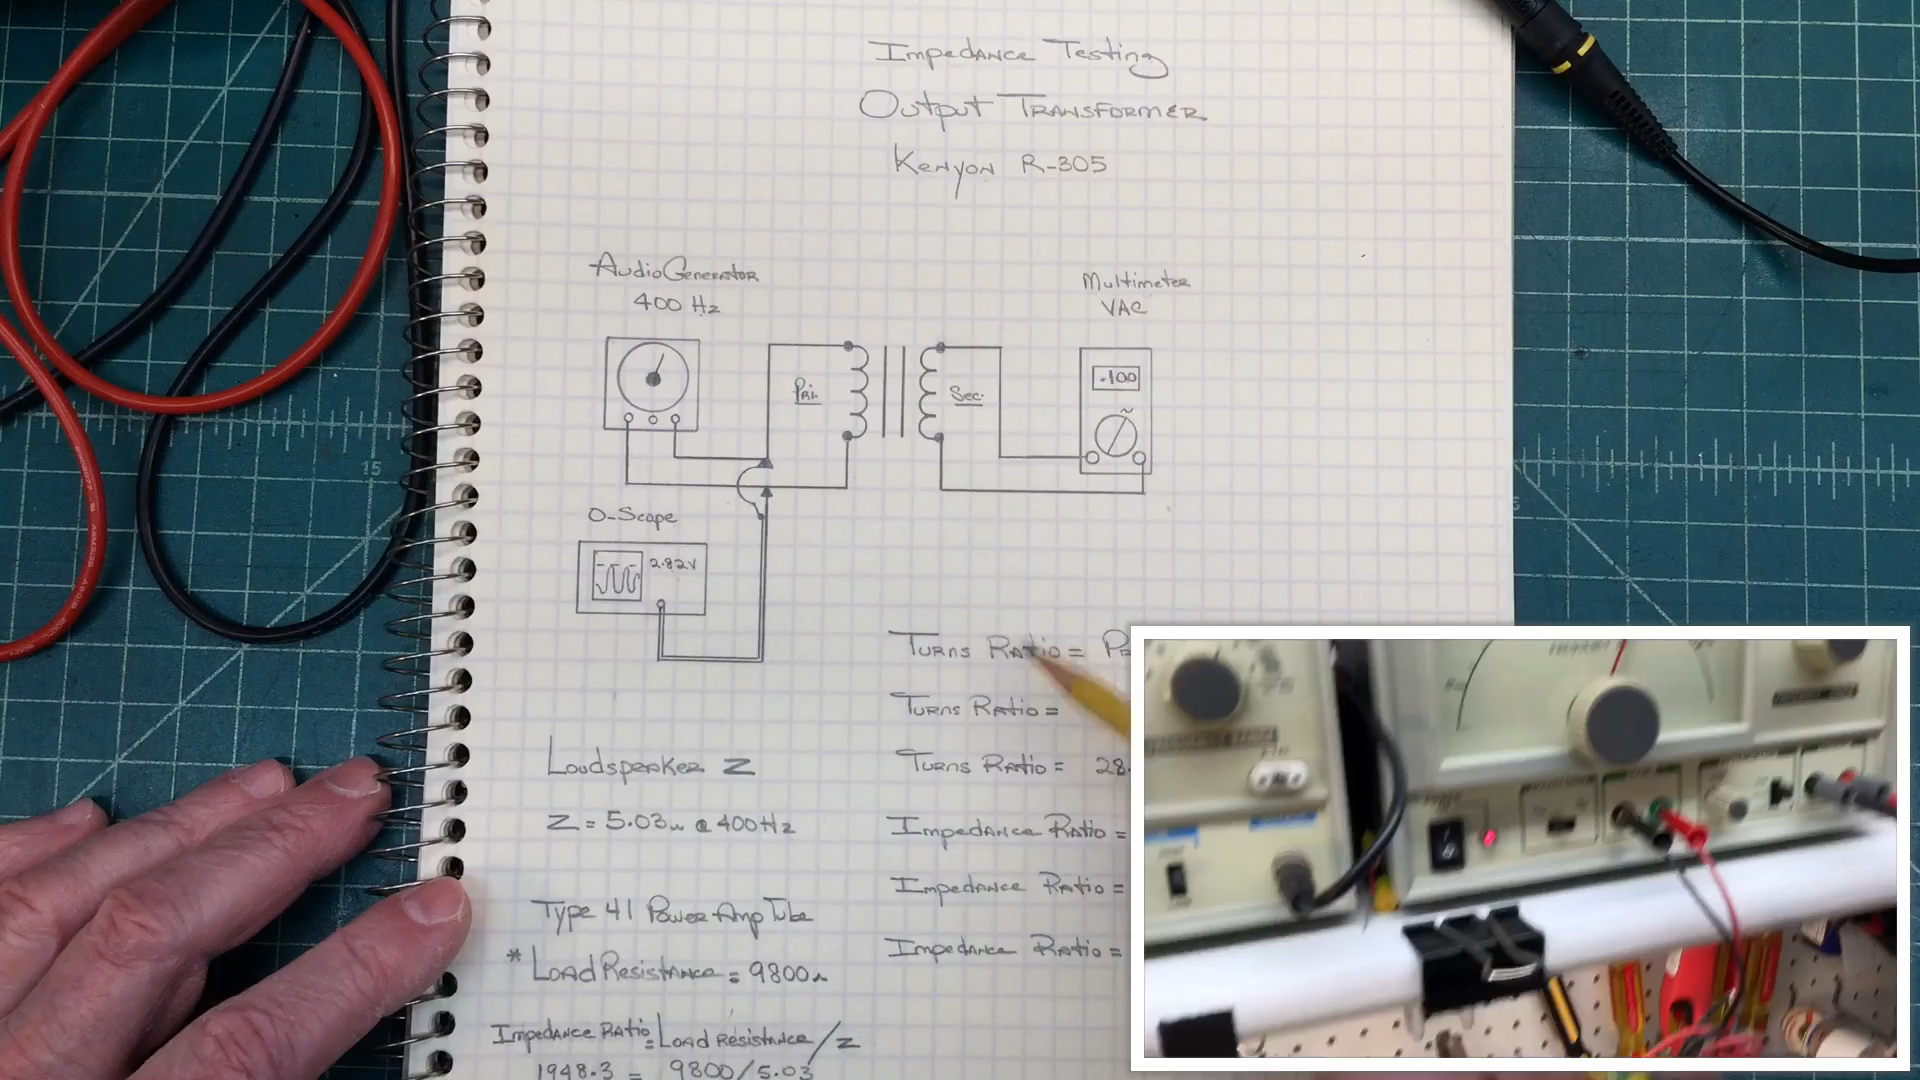 Impedance Testing
Output Transformer
Kenyon R-305
Audio Generator
400 Hz
Multimeter
VAC
.100
Pri.
Sec.
O-Scope
2.82V
Turns Ratio =
Turns Ratio =
Turns Ratio = 28.
Impedance Ratio =
Impedance Ratio =
Impedance Ratio =
Loudspeaker Z
Z = 5.03Ω @ 400Hz
Type 41 Power Amp Tube
* Load Resistance = 9800Ω
Impedance Ratio = Load Resistance / Z
1948.3 = 9800/5.03
15